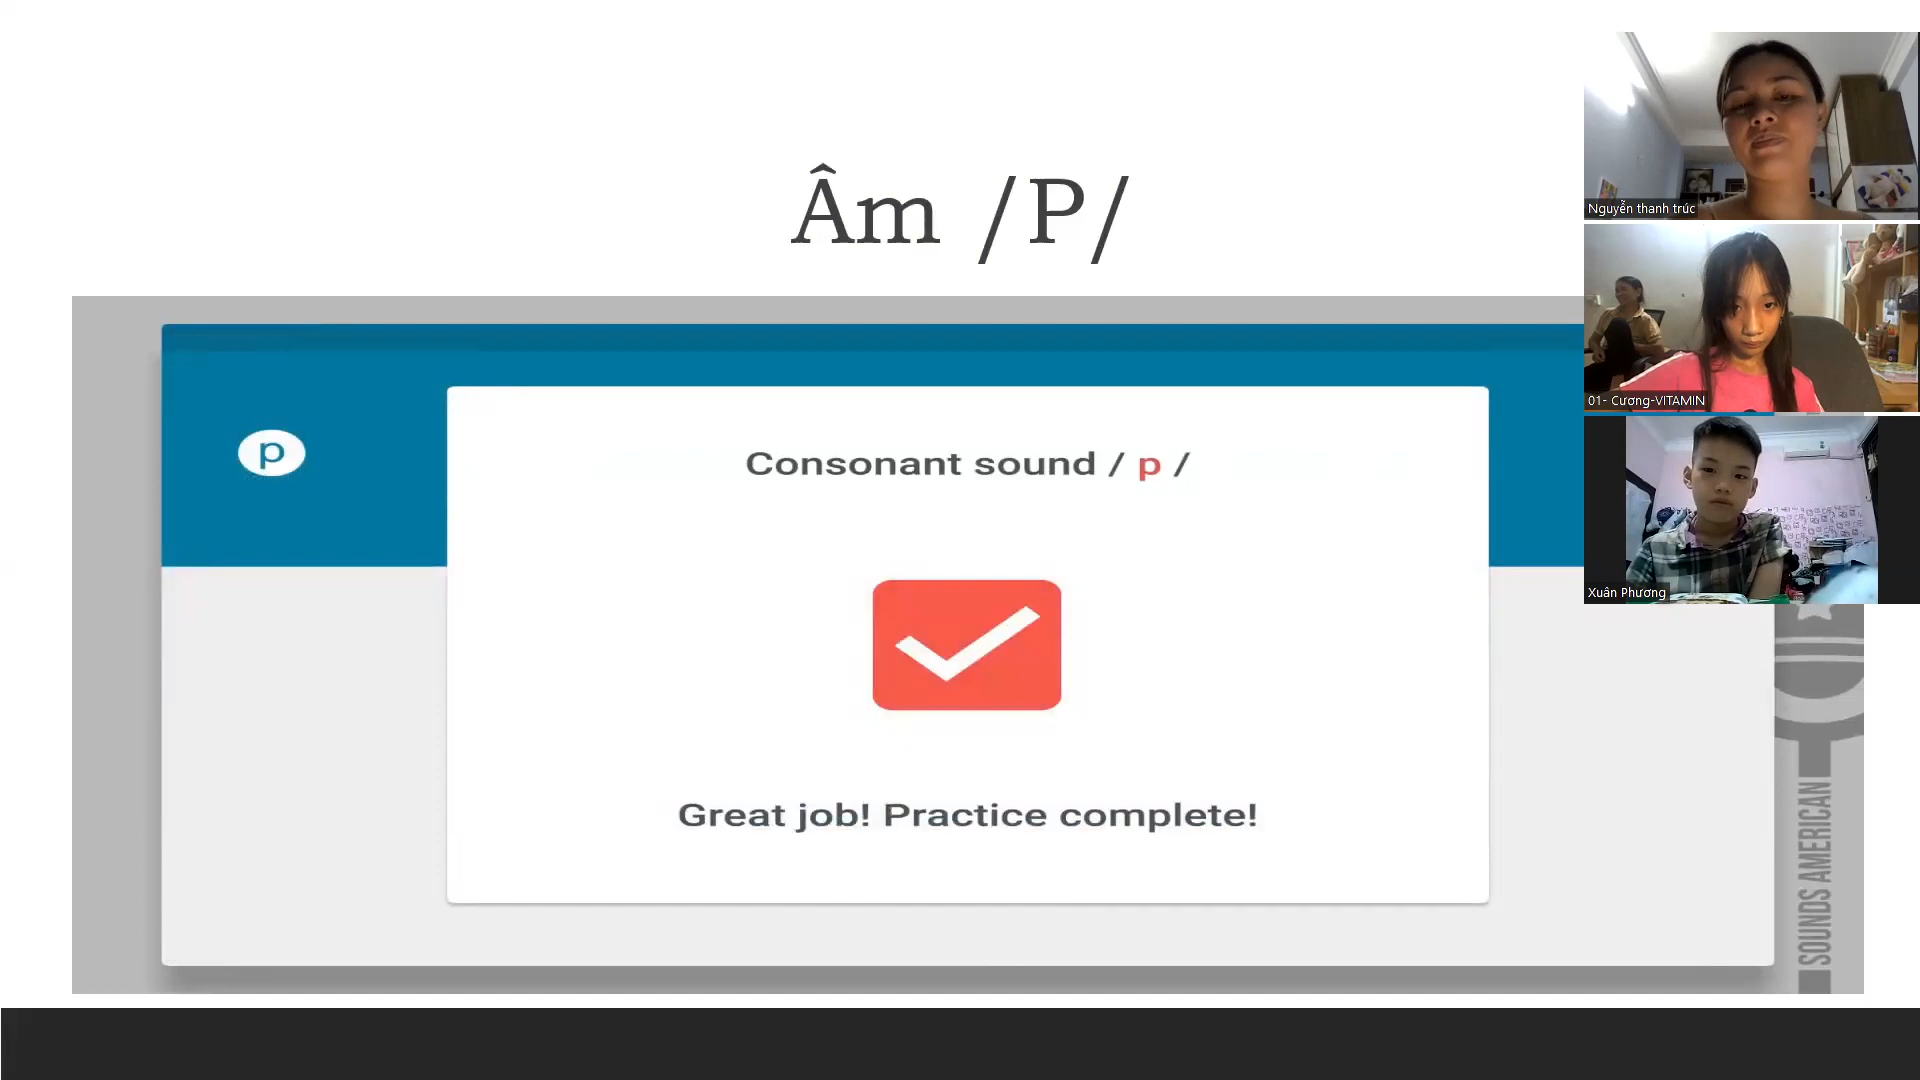 Âm /P/
p
Consonant sound / p /
Great job! Practice complete!
SOUNDS AMERICAN
Nguyễn thanh trúc
01- Cương-VITAMIN
Xuân Phương